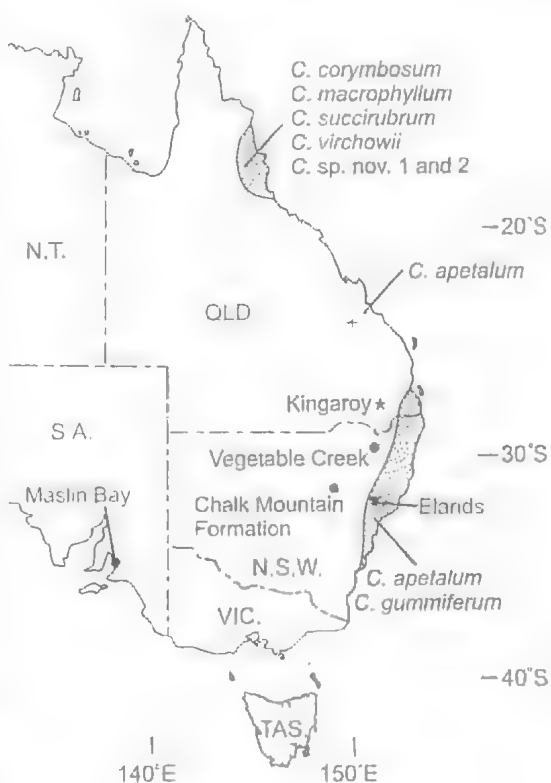 C. corymbosum
C. macrophyllum
C. succirubrum
C. virchowii
C. sp. nov. 1 and 2
—20°S
N.T.
C. apetalum
QLD
Kingaroy ★
S.A.
Vegetable Creek
—30°S
Maslin Bay
Chalk Mountain
Formation
Elands
N.S.W.
C. apetalum
C. gummiferum
VIC.
—40°S
TAS.
140°E
150°E